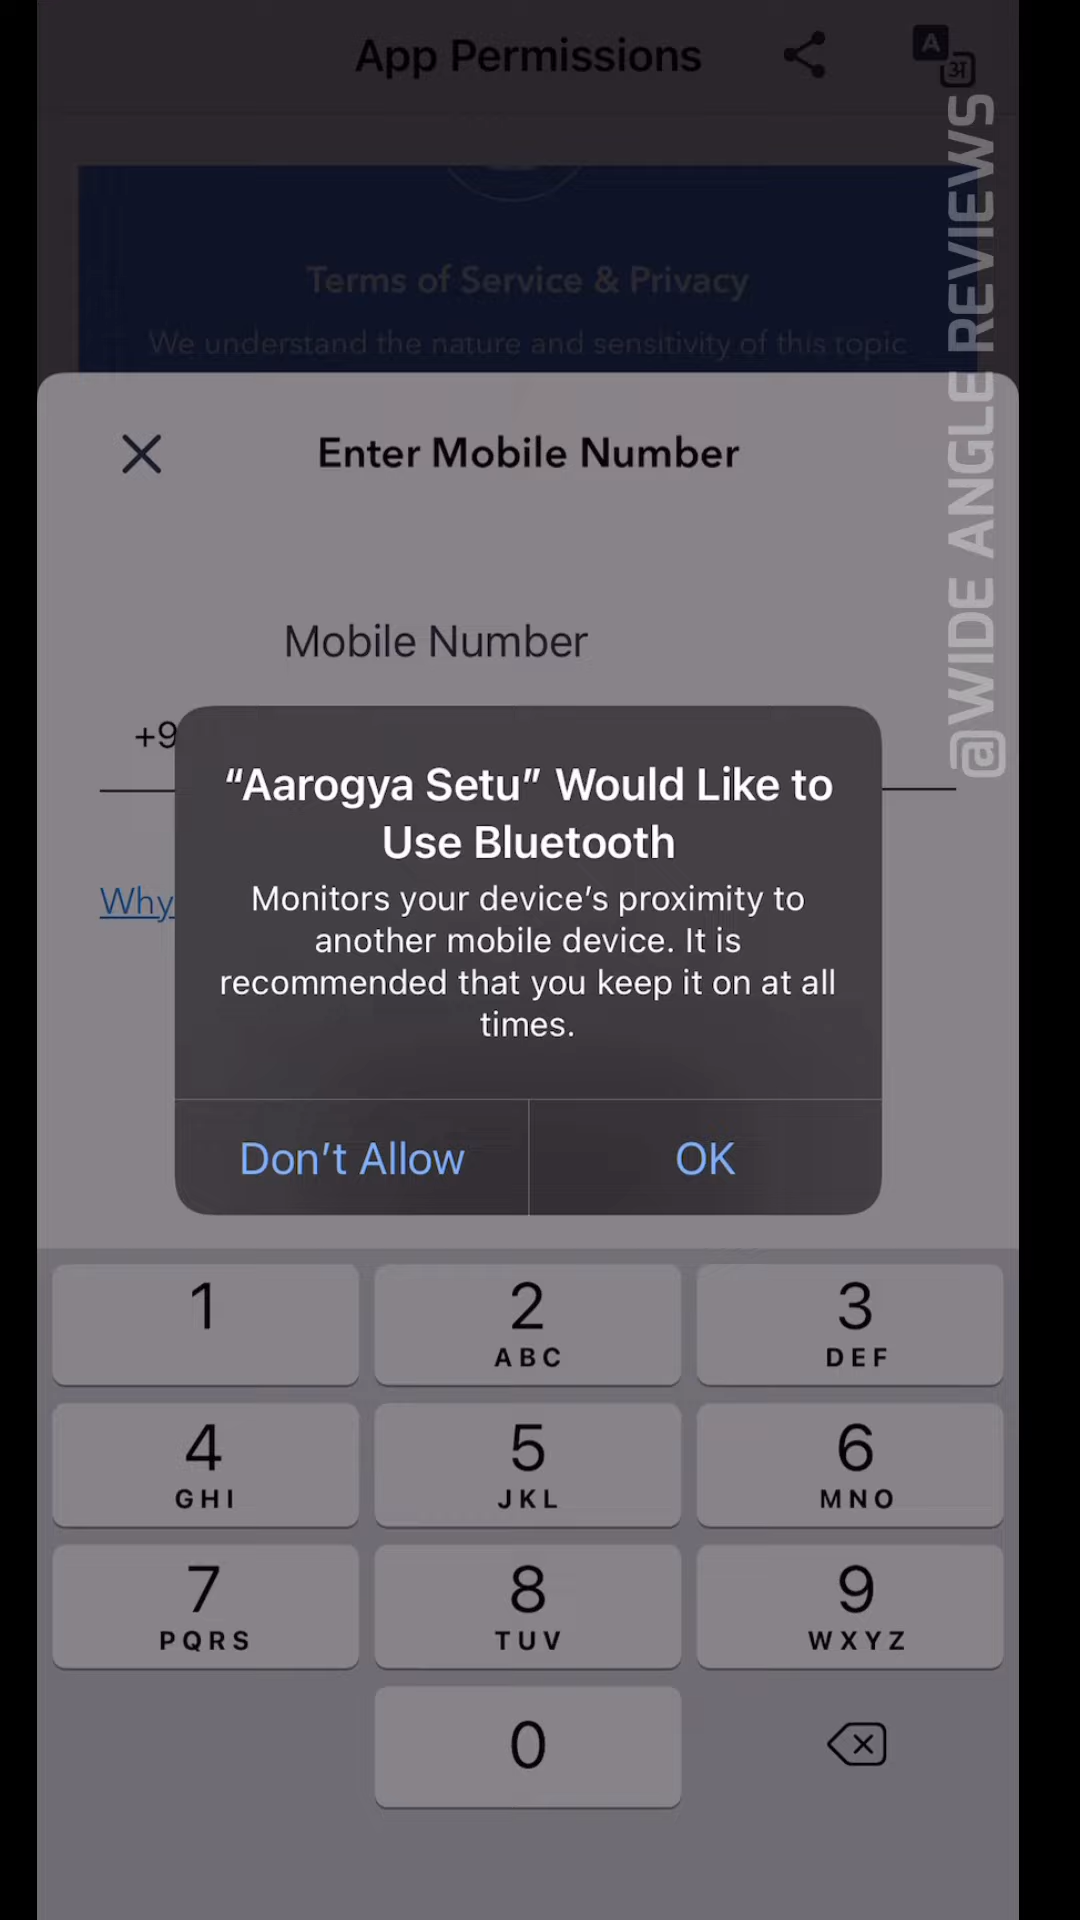 App Permissions
A
अ
Terms of Service & Privacy
We understand the nature and sensitivity of this topic
@WIDE ANGLE REVIEWS
Enter Mobile Number
Mobile Number
+9
Why
“Aarogya Setu” Would Like to
Use Bluetooth
Monitors your device’s proximity to
another mobile device. It is
recommended that you keep it on at all
times.
Don’t Allow
OK
1
2
ABC
3
DEF
4
GHI
5
JKL
6
MNO
7
PQRS
8
TUV
9
WXYZ
0